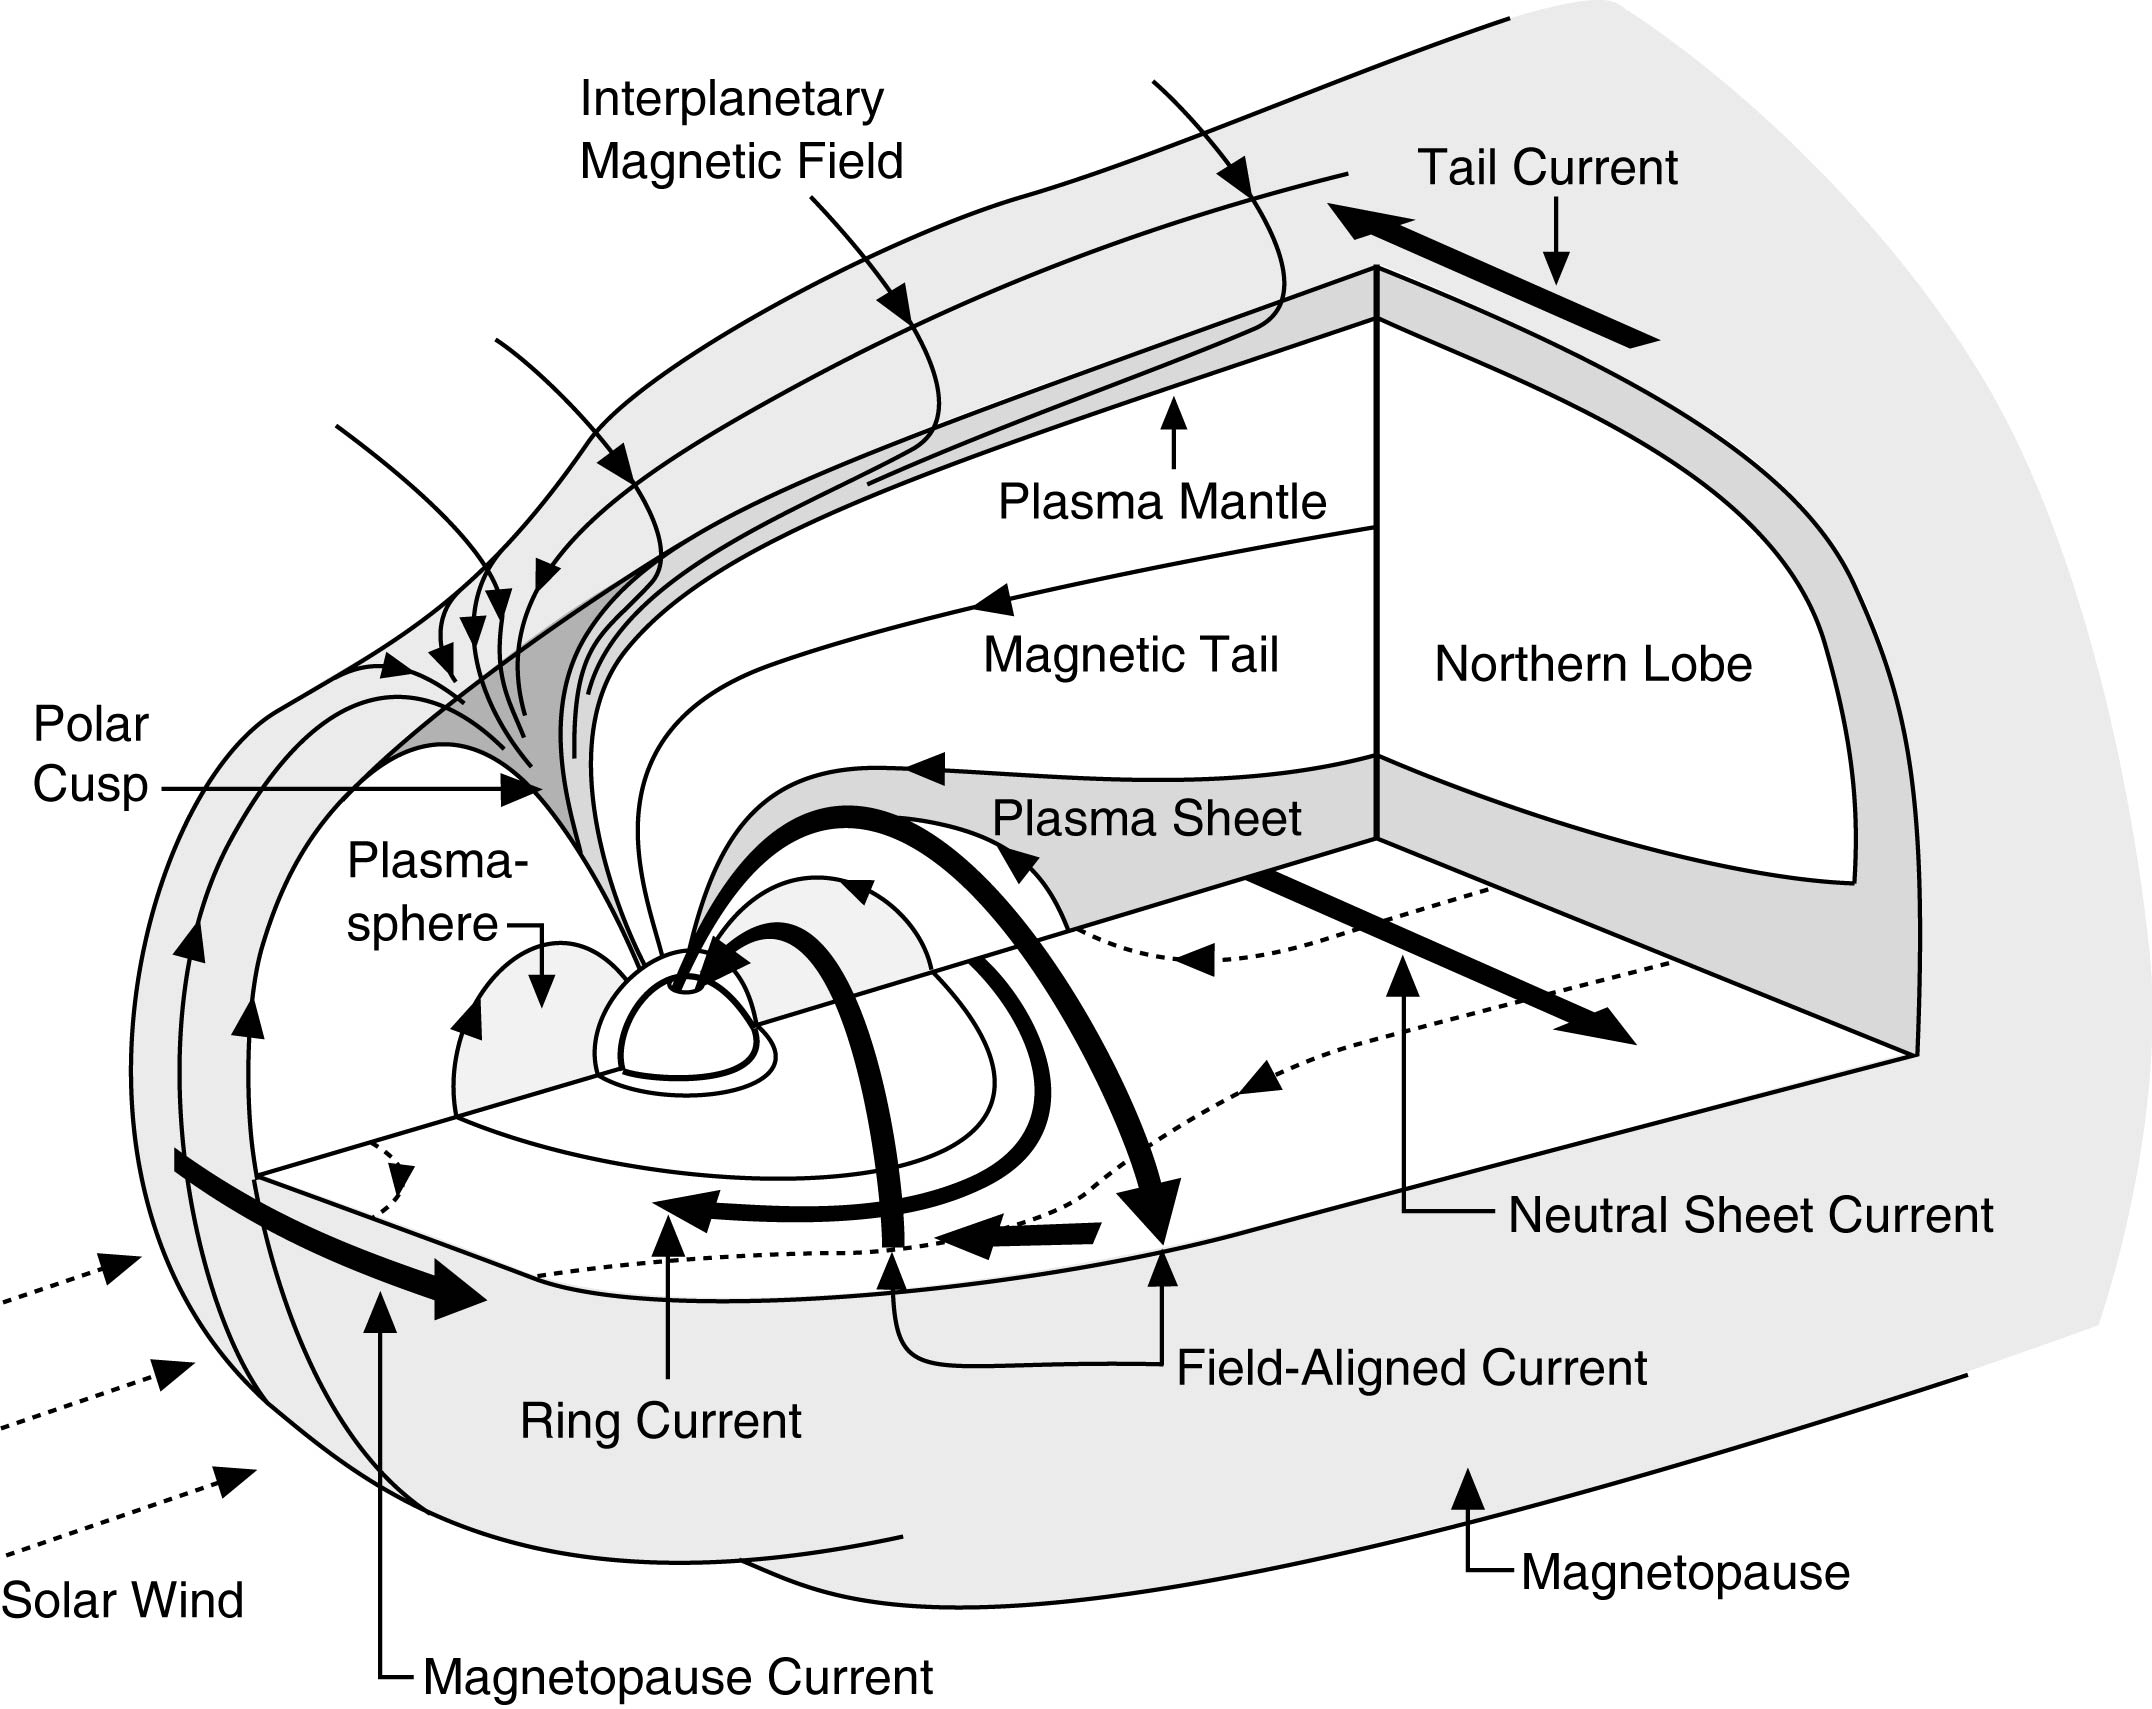 Interplanetary
Magnetic Field
Tail Current
Plasma Mantle
Magnetic Tail
Northern Lobe
Polar
Cusp
Plasma Sheet
Plasma-
sphere
Neutral Sheet Current
Field-Aligned Current
Ring Current
Magnetopause
Solar Wind
Magnetopause Current